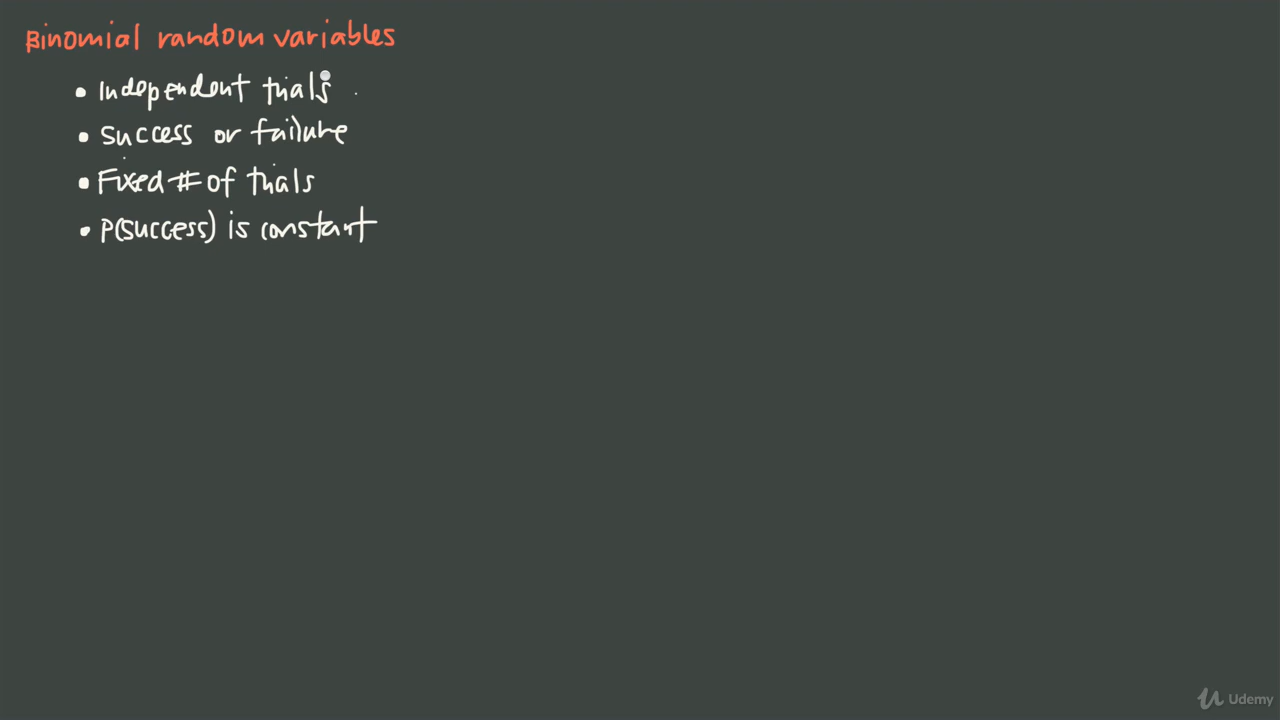 Binomial random variables
• Independent trials
• Success or failure
• Fixed # of trials
• P(success) is constant
Udemy